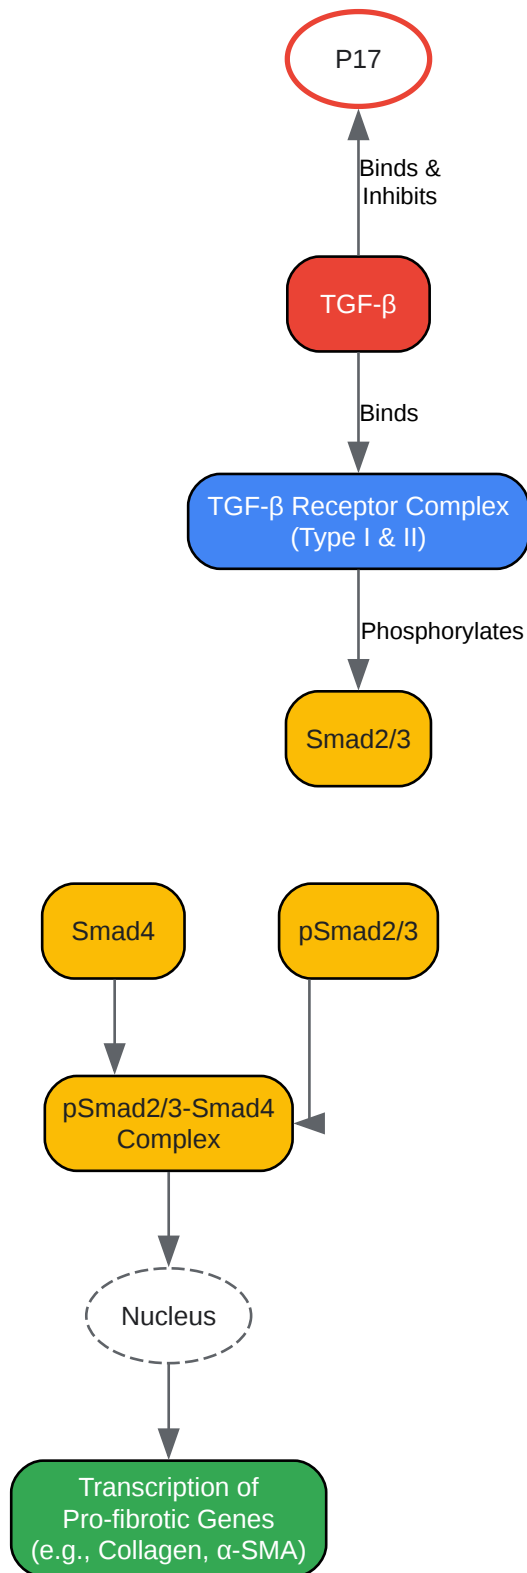 P17
Binds &
Inhibits
TGF-β
Binds
TGF-β Receptor Complex
(Type I & II)
Phosphorylates
Smad2/3
Smad4
pSmad2/3
pSmad2/3-Smad4
Complex
Nucleus
Transcription of
Pro-fibrotic Genes
(e.g., Collagen, α-SMA)